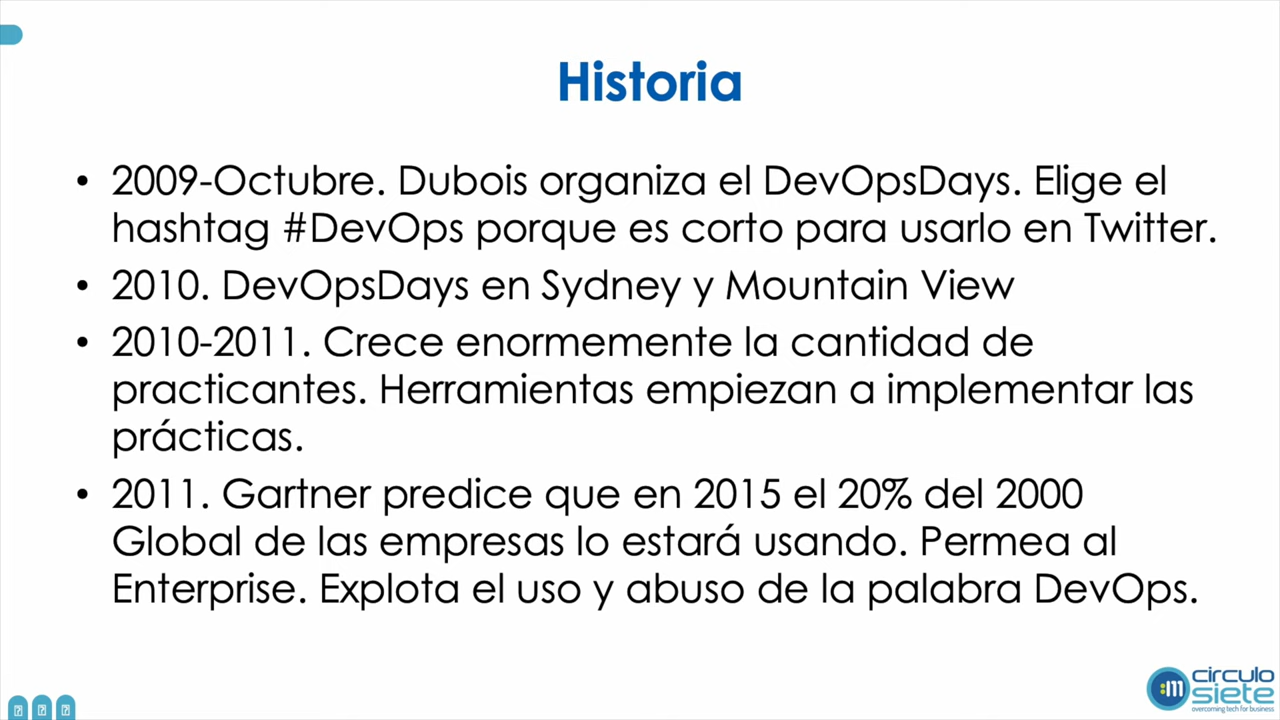 Historia
• 2009-Octubre. Dubois organiza el DevOpsDays. Elige el
hashtag #DevOps porque es corto para usarlo en Twitter.
• 2010. DevOpsDays en Sydney y Mountain View
• 2010-2011. Crece enormemente la cantidad de
practicantes. Herramientas empiezan a implementar las
prácticas.
• 2011. Gartner predice que en 2015 el 20% del 2000
Global de las empresas lo estará usando. Permea al
Enterprise. Explota el uso y abuso de la palabra DevOps.
:m
circulo
siete
overcoming tech for business